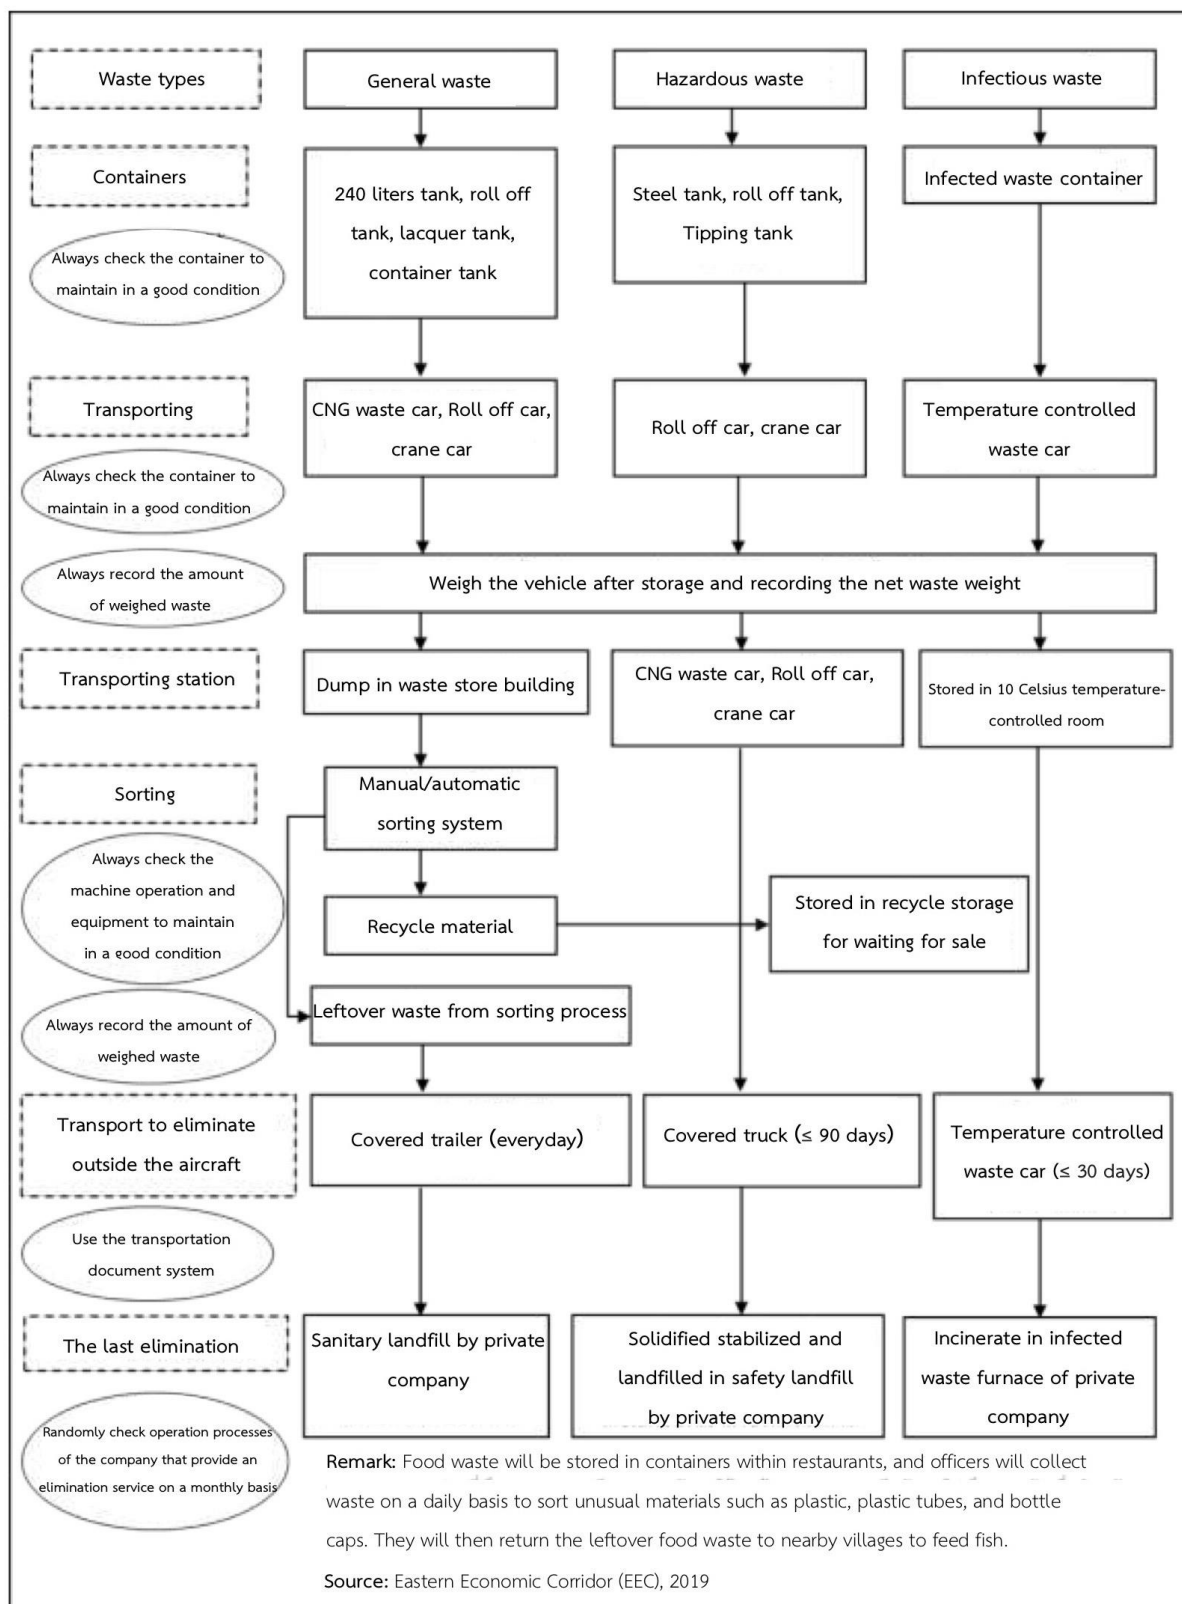 Waste types
General waste
Hazardous waste
Infectious waste
Containers
240 liters tank, roll off
tank, lacquer tank,
container tank
Steel tank, roll off tank,
Tipping tank
Infected waste container
Always check the container to
maintain in a good condition
Transporting
CNG waste car, Roll off car,
crane car
Roll off car, crane car
Temperature controlled
waste car
Always check the container to
maintain in a good condition
Always record the amount
of weighed waste
Weigh the vehicle after storage and recording the net waste weight
Transporting station
Dump in waste store building
CNG waste car, Roll off car,
crane car
Stored in 10 Celsius temperature-
controlled room
Sorting
Manual/automatic
sorting system
Always check the
machine operation and
equipment to maintain
in a good condition
Recycle material
Stored in recycle storage
for waiting for sale
Always record the amount of
weighed waste
Leftover waste from sorting process
Transport to eliminate
outside the aircraft
Covered trailer (everyday)
Covered truck (≤ 90 days)
Temperature controlled
waste car (≤ 30 days)
Use the transportation
document system
The last elimination
Sanitary landfill by private
company
Solidified stabilized and
landfilled in safety landfill
by private company
Incinerate in infected
waste furnace of private
company
Randomly check operation processes
of the company that provide an
elimination service on a monthly basis
Remark: Food waste will be stored in containers within restaurants, and officers will collect
waste on a daily basis to sort unusual materials such as plastic, plastic tubes, and bottle
caps. They will then return the leftover food waste to nearby villages to feed fish.
Source: Eastern Economic Corridor (EEC), 2019